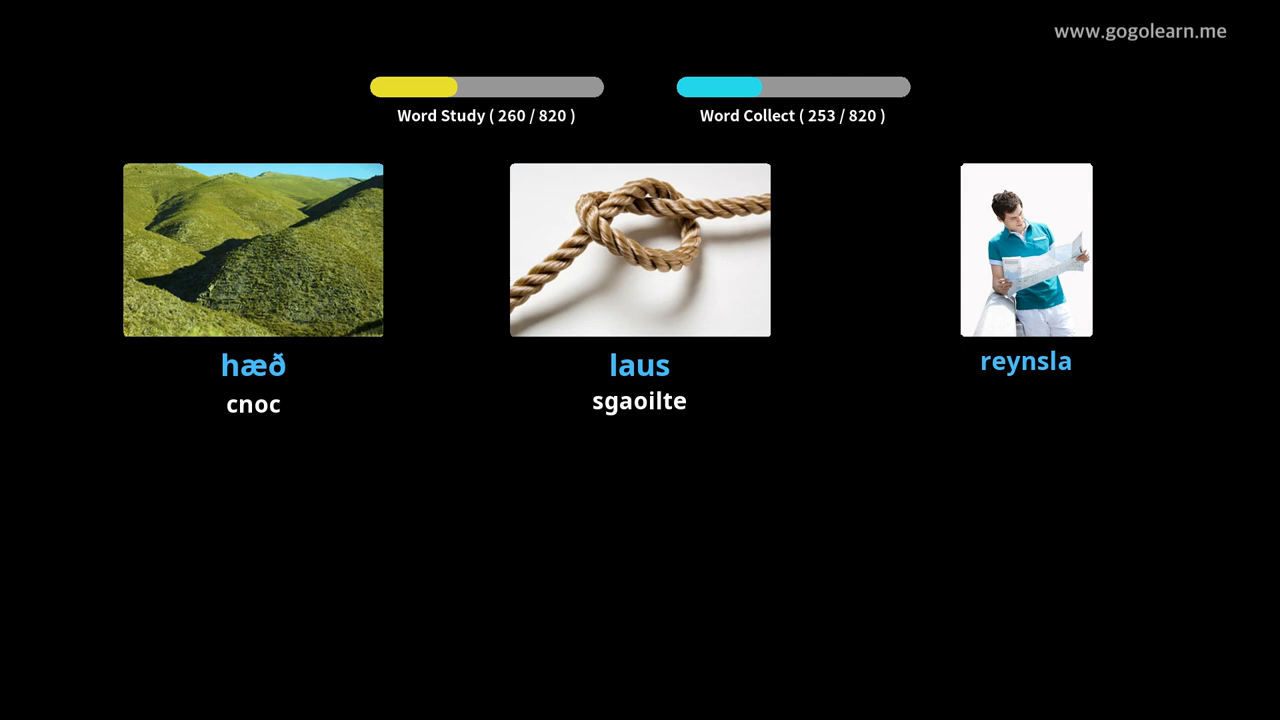 www.gogolearn.me
Word Study ( 260 / 820 )
Word Collect ( 253 / 820 )
hæð
cnoc
laus
sgaoilte
reynsla